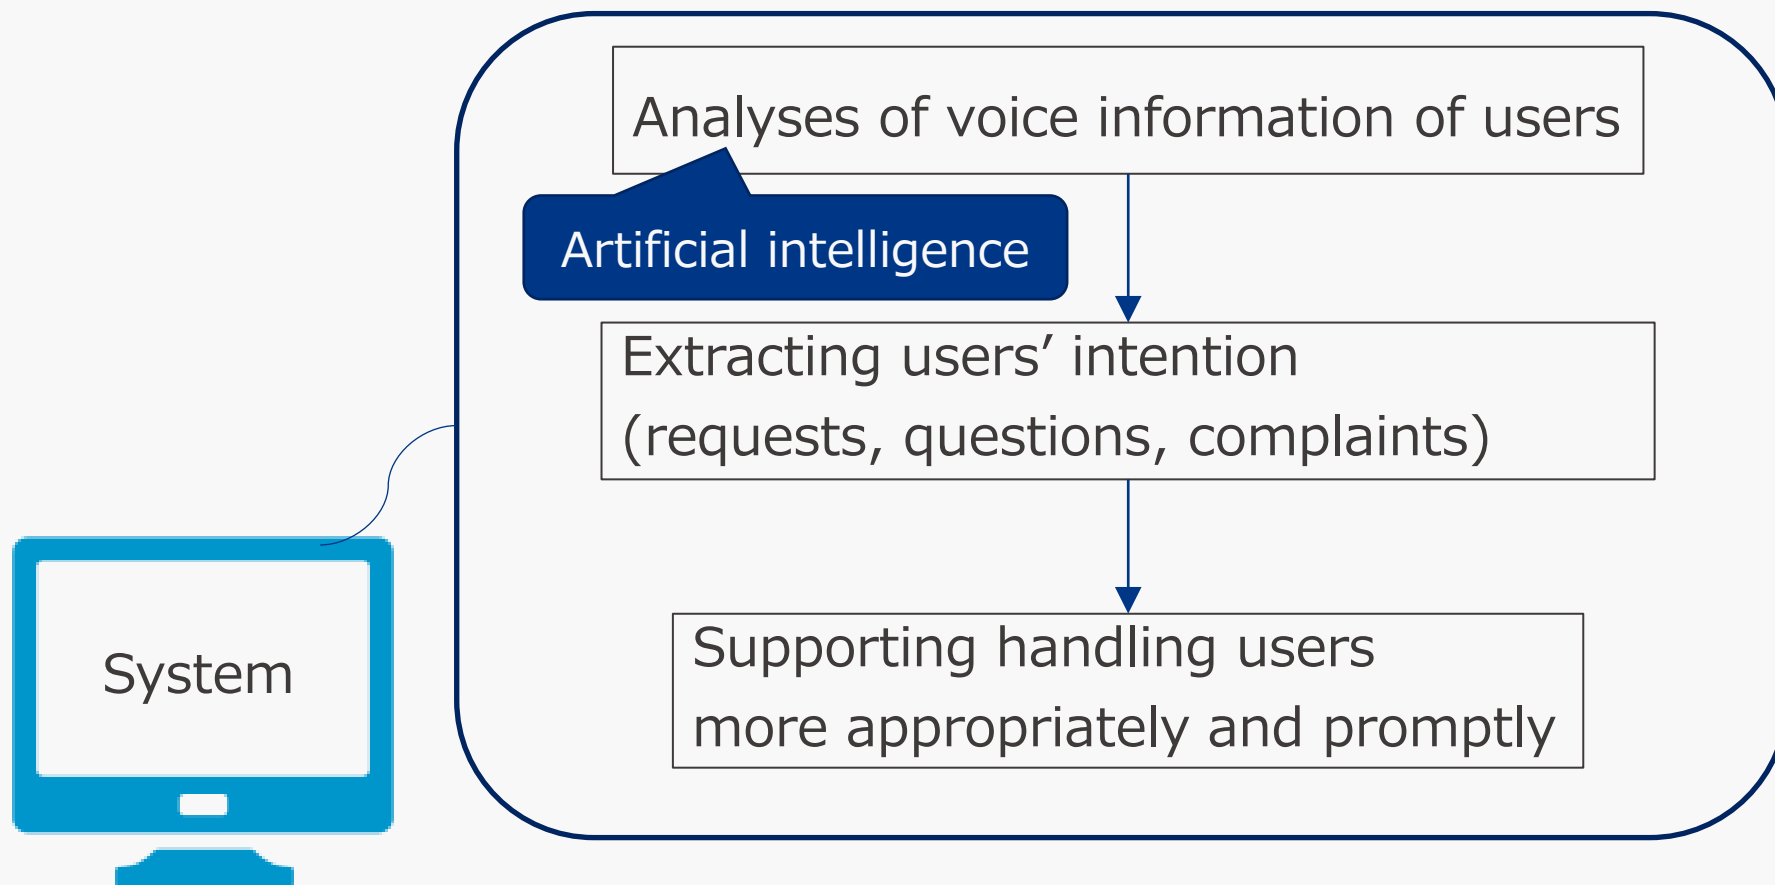 Analyses of voice information of users
Artificial intelligence
Extracting users’ intention
(requests, questions, complaints)
System
Supporting handling users
more appropriately and promptly